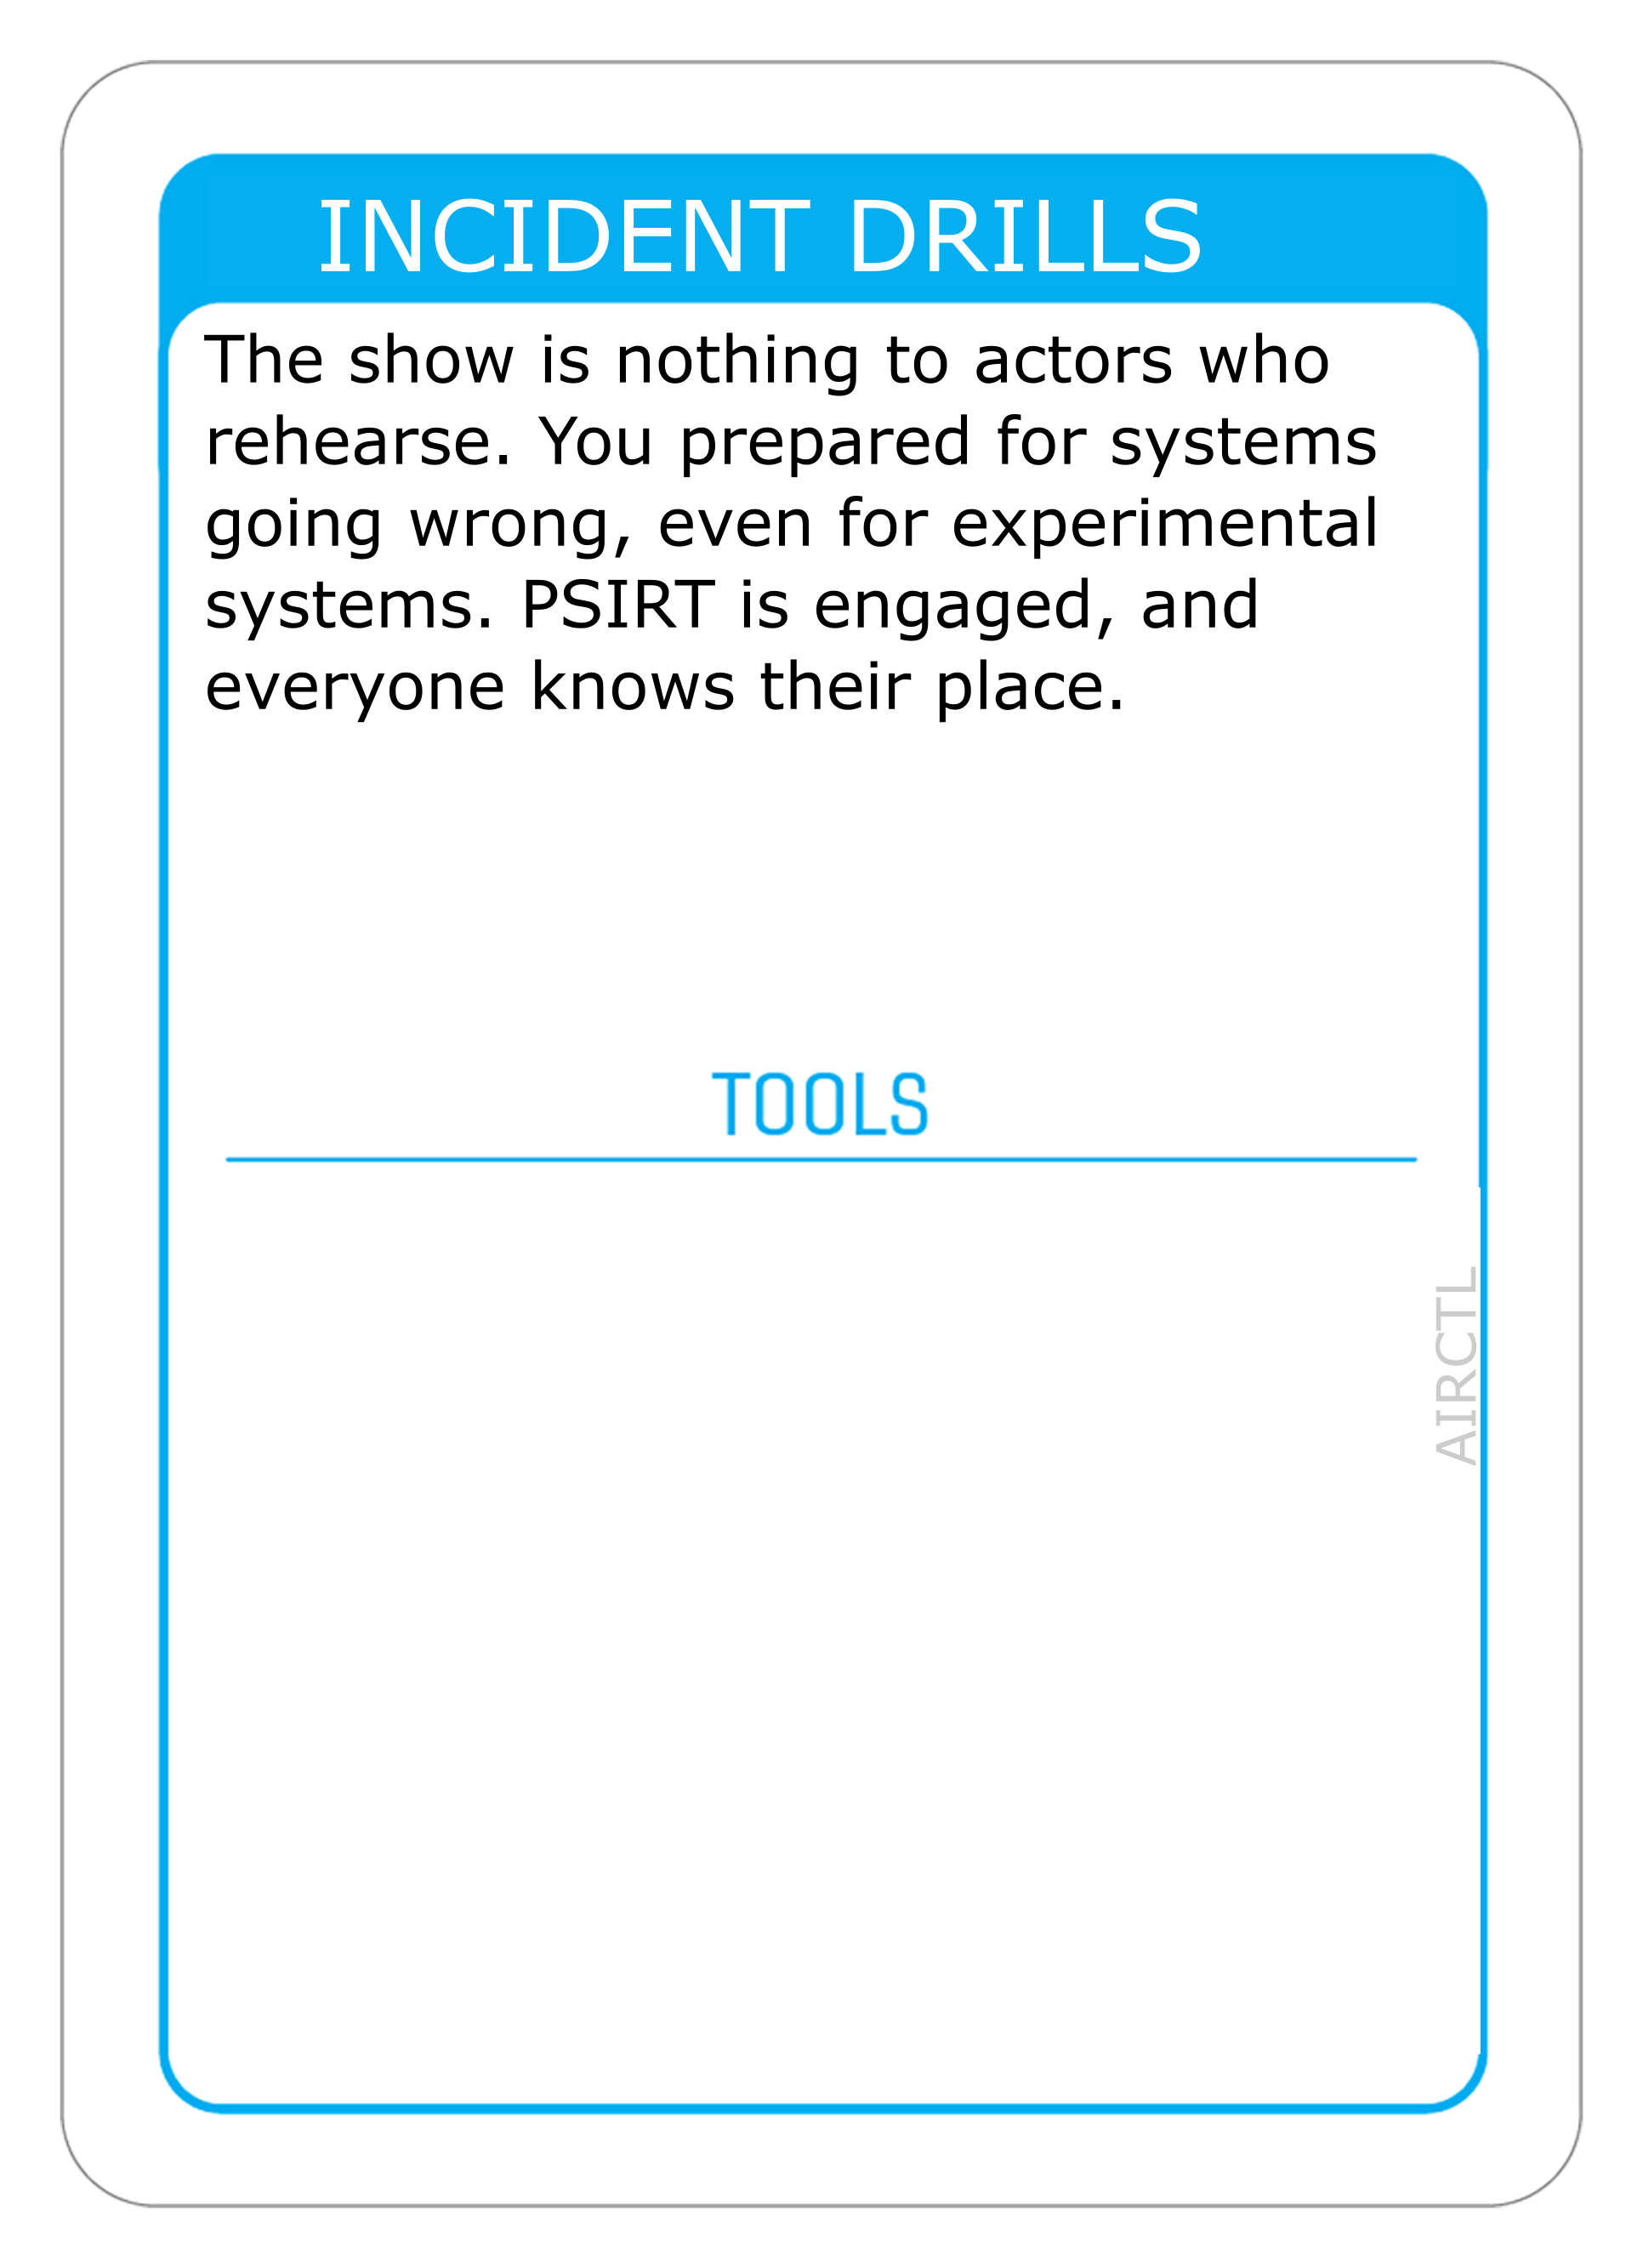 INCIDENT DRILLS
The show is nothing to actors who
rehearse. You prepared for systems
going wrong, even for experimental
systems. PSIRT is engaged, and
everyone knows their place.
TOOLS
AIRCTL